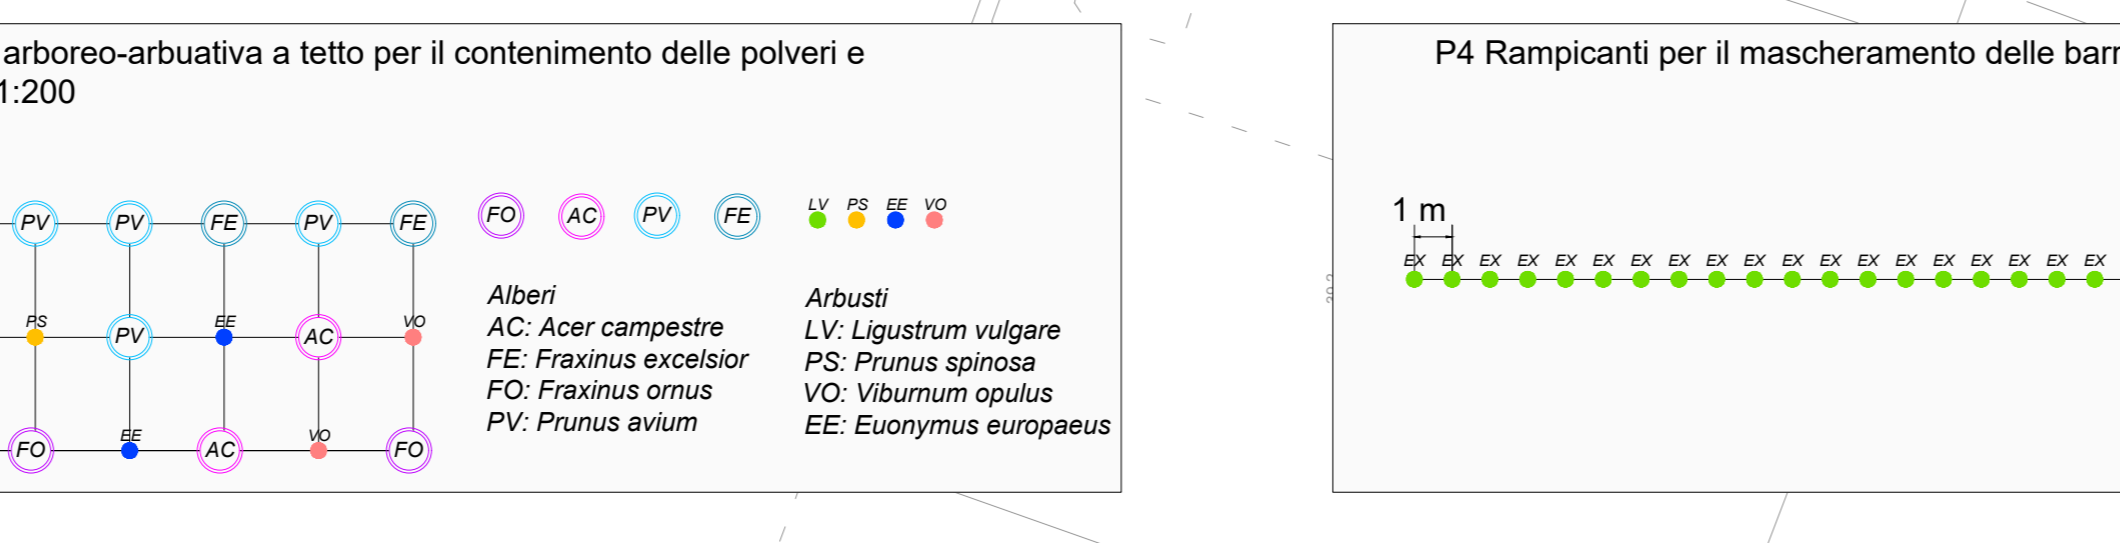 arboreo-arbuativa a tetto per il contenimento delle polveri e
1:200
PV PV FE PV FE
PS PV EE AC VO
FO EE AC VO FO
FO AC PV FE
LV PS EE VO
Alberi
AC: Acer campestre
FE: Fraxinus excelsior
FO: Fraxinus ornus
PV: Prunus avium
Arbusti
LV: Ligustrum vulgare
PS: Prunus spinosa
VO: Viburnum opulus
EE: Euonymus europaeus
P4 Rampicanti per il mascheramento delle barr
1 m
EX EX EX EX EX EX EX EX EX EX EX EX EX EX EX EX EX EX EX